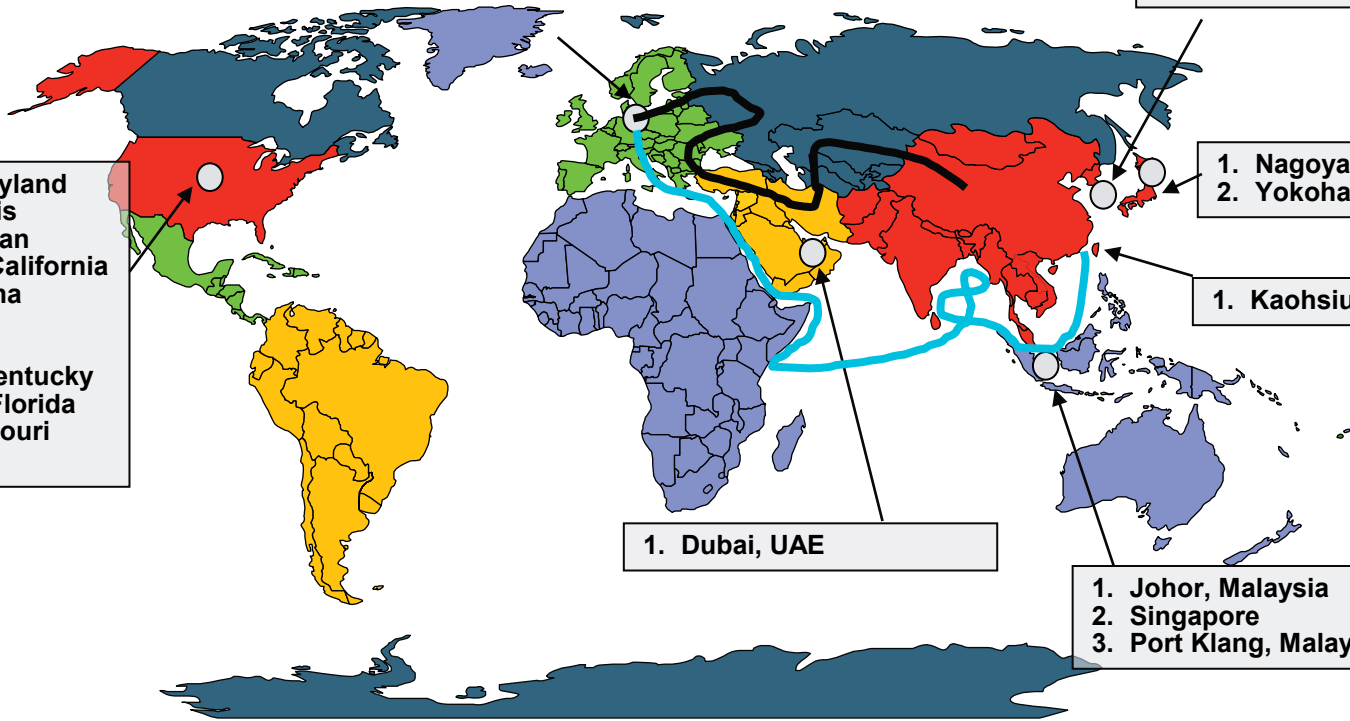 yland
is
an
California
na
entucky
Florida
ouri
1. Nagoya
2. Yokoha
1. Kaohsiu
1. Dubai, UAE
1. Johor, Malaysia
2. Singapore
3. Port Klang, Malay